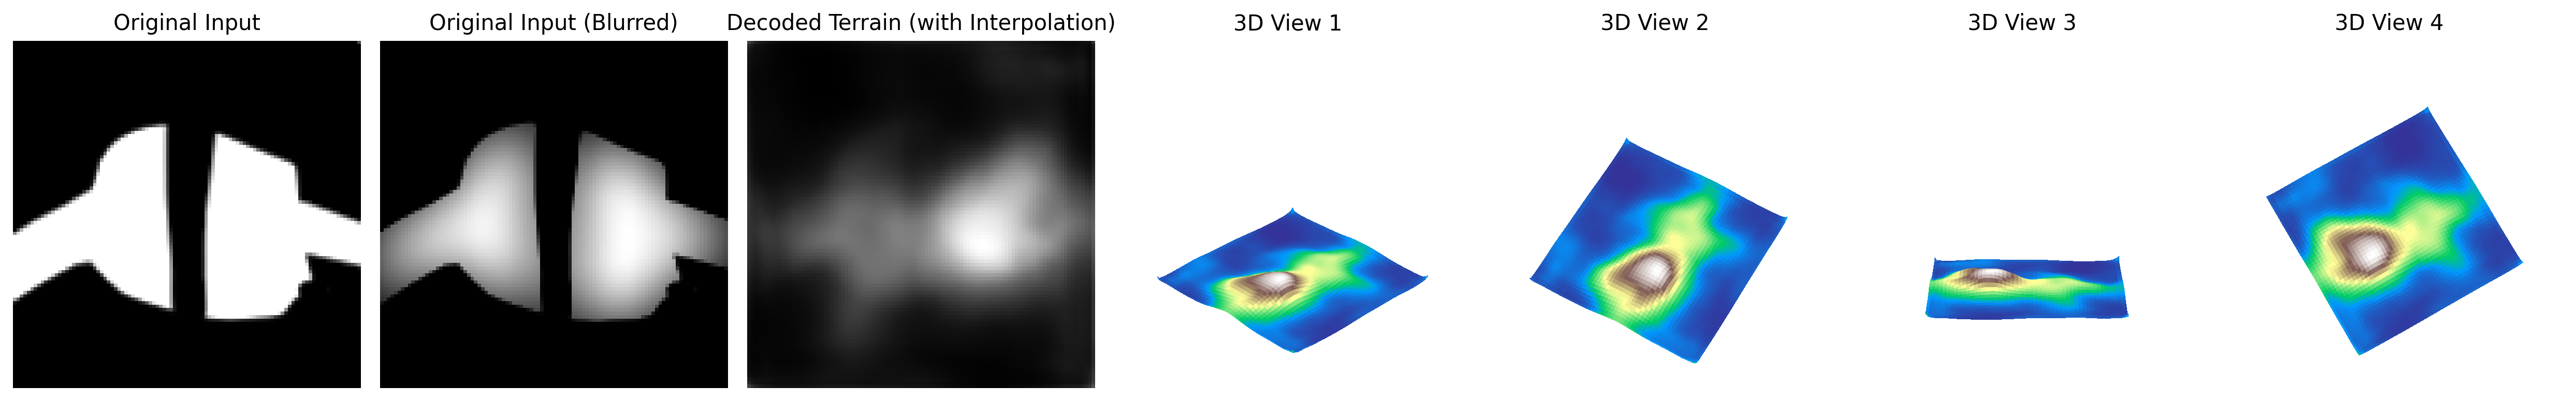 Original Input
Original Input (Blurred)
Decoded Terrain (with Interpolation)
3D View 1
3D View 2
3D View 3
3D View 4